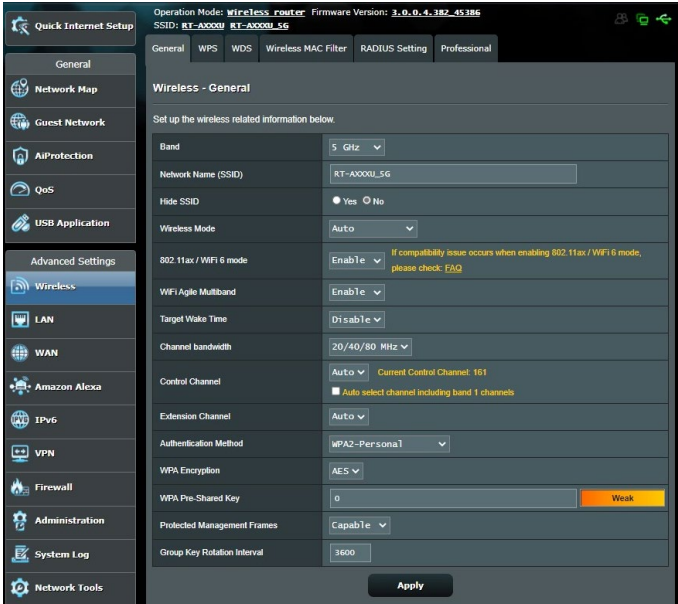 Operation Mode: Wireless router Firmware Version: 3.0.0.4.382_45386
SSID: RT-AXXXU RT-AXXXU_5G
Quick Internet Setup
General
Network Map
Guest Network
AiProtection
QoS
USB Application
Advanced Settings
Wireless
LAN
WAN
Amazon Alexa
IPv6
VPN
Firewall
Administration
System Log
Network Tools
General WPS WDS Wireless MAC Filter RADIUS Setting Professional
Wireless - General
Set up the wireless related information below.
Band 5 GHz
Network Name (SSID) RT-AXXXU_5G
Hide SSID Yes No
Wireless Mode Auto
802.11ax / WiFi 6 mode Enable If compatibility issue occurs when enabling 802.11ax / WiFi 6 mode,
please check: FAQ
WiFi Agile Multiband Enable
Target Wake Time Disable
Channel bandwidth 20/40/80 MHz
Control Channel Auto Current Control Channel: 161
Auto select channel including band 1 channels
Extension Channel Auto
Authentication Method WPA2-Personal
WPA Encryption AES
WPA Pre-Shared Key 0 Weak
Protected Management Frames Capable
Group Key Rotation Interval 3600
Apply